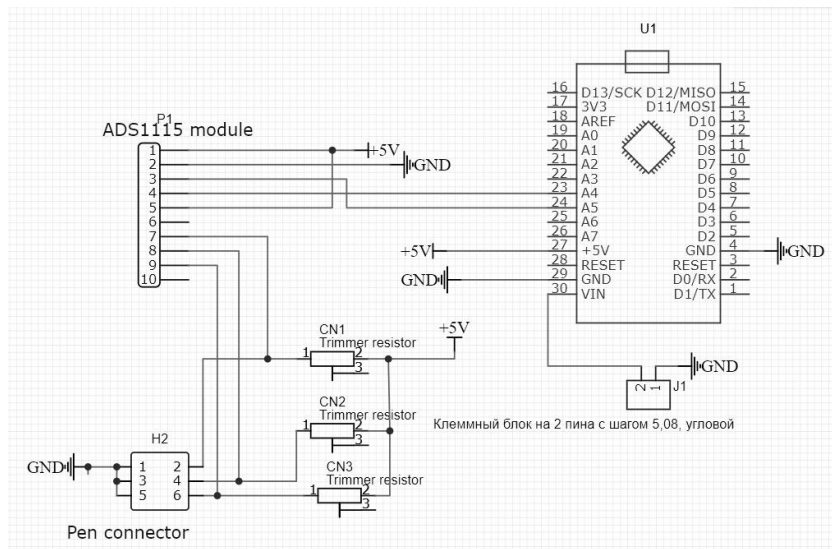 U1
16 D13/SCK D12/MISO 15
17 3V3 D11/MOSI 14
18 AREF D10 13
19 A0 D9 12
20 A1 D8 11
21 A2 D7 10
22 A3 D6 9
23 A4 D5 8
24 A5 D4 7
25 A6 D3 6
26 A7 D2 5
27 +5V GND 4
28 RESET RESET 3
29 GND D0/RX 2
30 VIN D1/TX 1
P1
ADS1115 module
1
2
3
4
5
6
7
8
9
10
+5V
GND
+5V
GND
GND
CN1
Trimmer resistor
1 2
3
+5V
CN2
Trimmer resistor
1 2
3
CN3
Trimmer resistor
1 2
3
GND
2 1
J1
Клеммный блок на 2 пина с шагом 5,08, угловой
H2
GND
1 2
3 4
5 6
Pen connector